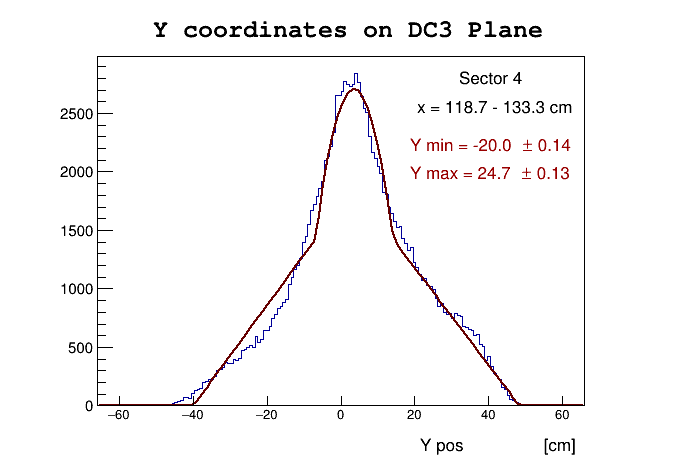 Y coordinates on DC3 Plane
Sector 4
x = 118.7 - 133.3 cm
Y min = -20.0 ± 0.14
Y max = 24.7 ± 0.13
2500
2000
1500
1000
500
0
−60 −40 −20 0 20 40 60
Y pos [cm]